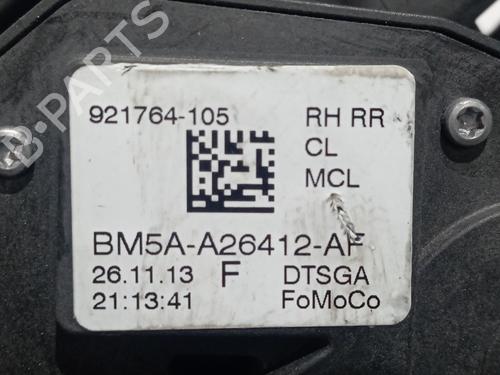 B-PARTS
921764-105 RH RR
CL
MCL
BM5A-A26412-AF
26.11.13 F DTSGA
21:13:41 FoMoCo